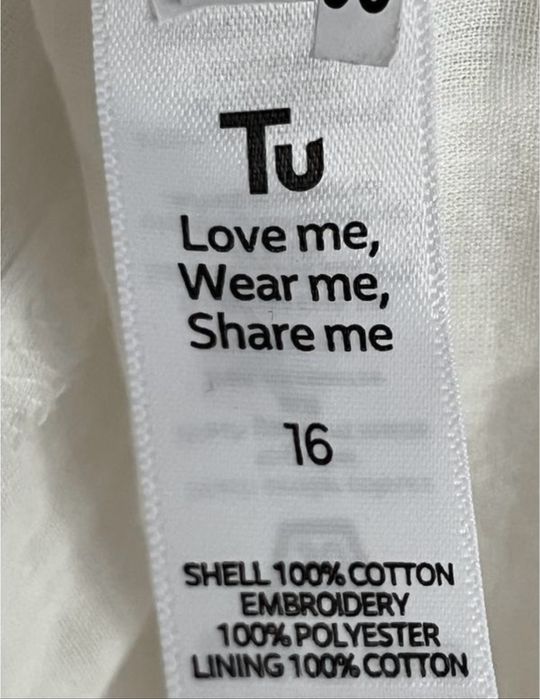 Tu
Love me,
Wear me,
Share me
16
SHELL 100% COTTON
EMBROIDERY
100% POLYESTER
LINING 100% COTTON